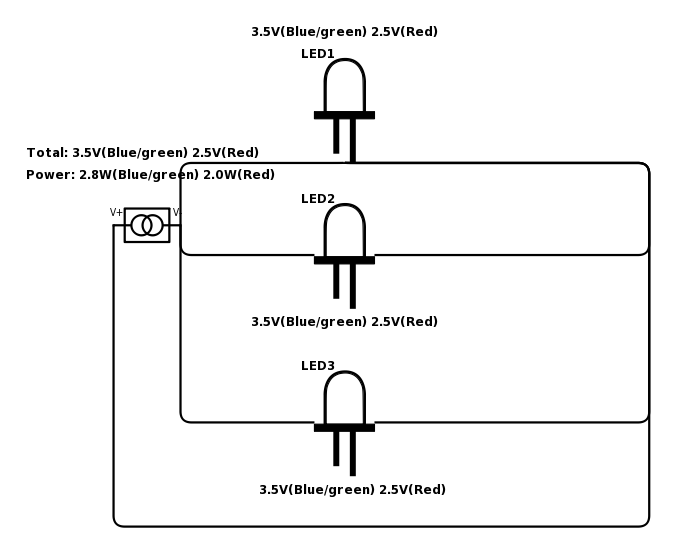 3.5V(Blue/green) 2.5V(Red)
LED1
Total: 3.5V(Blue/green) 2.5V(Red)
Power: 2.8W(Blue/green) 2.0W(Red)
LED2
V+
V
3.5V(Blue/green) 2.5V(Red)
LED3
3.5V(Blue/green) 2.5V(Red)